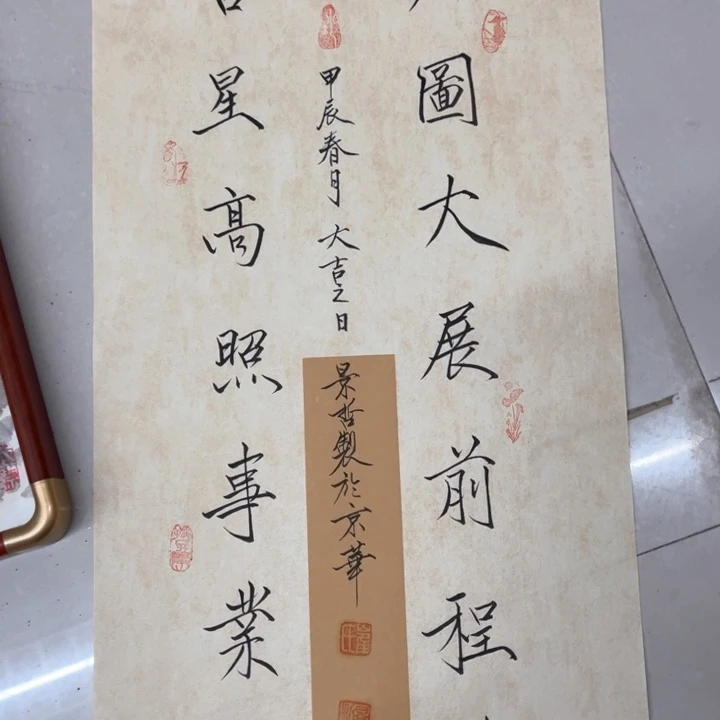 圖大展前程
甲辰春月 大吉之日
景哲製於京華
星高照事業